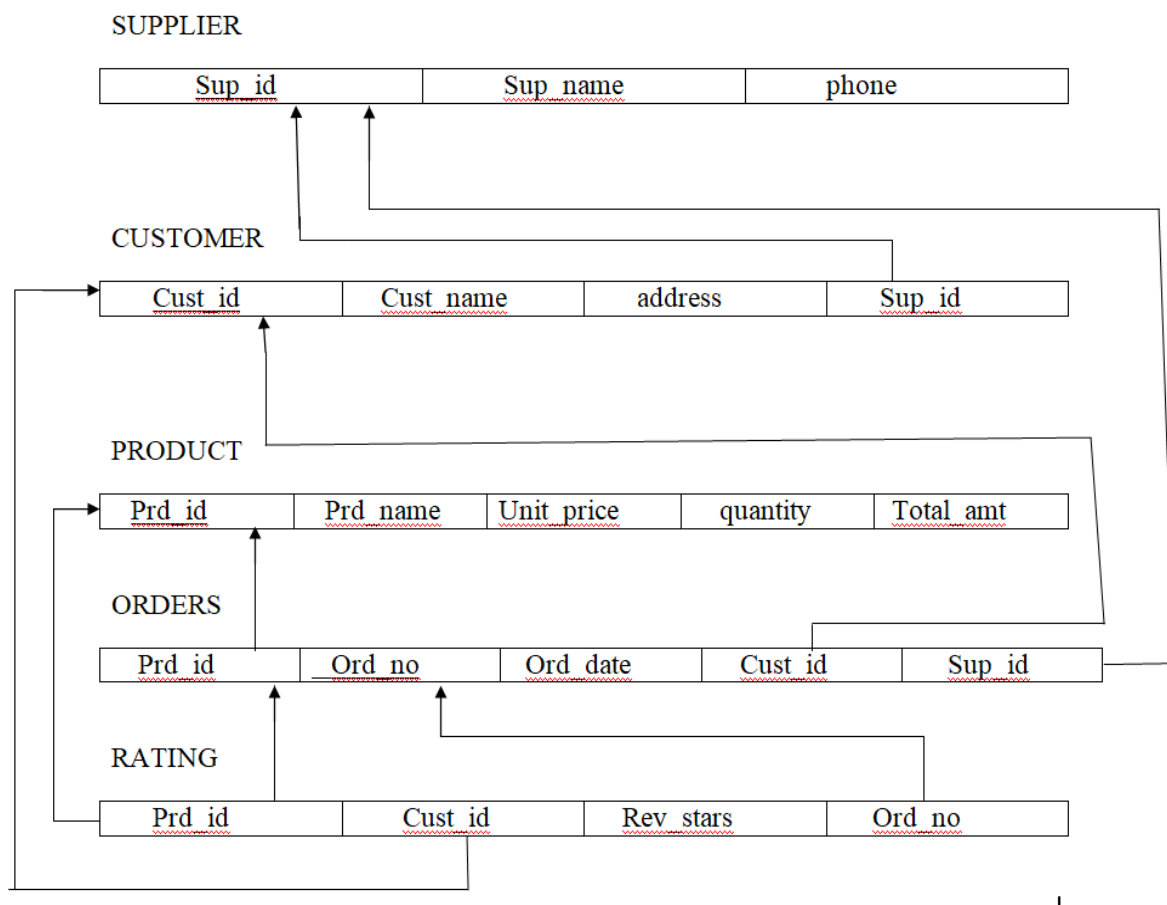 SUPPLIER
Sup_id Sup_name phone
CUSTOMER
Cust_id Cust_name address Sup_id
PRODUCT
Prd_id Prd_name Unit_price quantity Total_amt
ORDERS
Prd_id Ord_no Ord_date Cust_id Sup_id
RATING
Prd_id Cust_id Rev_stars Ord_no